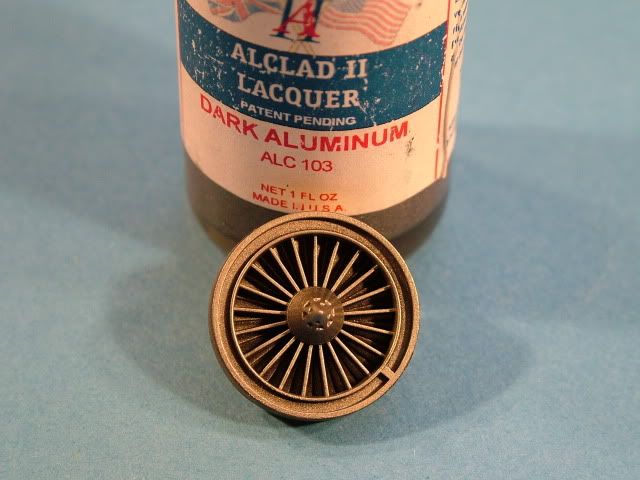 ALCLAD II
LACQUER
PATENT PENDING
DARK ALUMINUM
ALC 103
NET 1 FL OZ
MADE I. U.S.A.